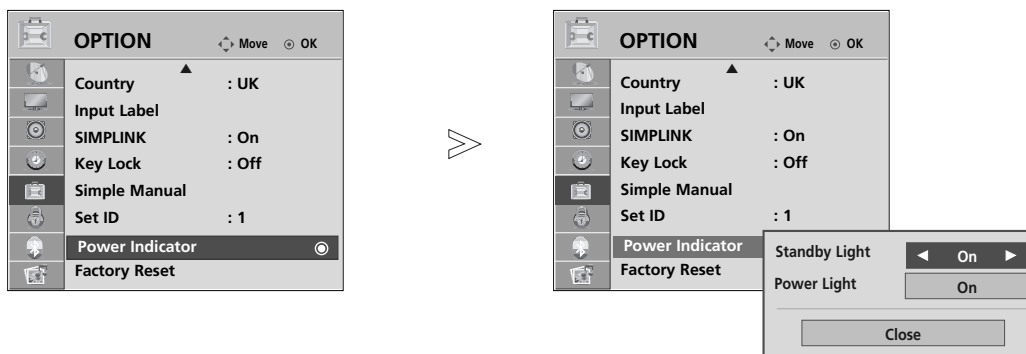 OPTION Move OK
Country : UK
Input Label
SIMPLINK : On
Key Lock : Off
Simple Manual
Set ID : 1
Power Indicator
Factory Reset
OPTION Move OK
Country : UK
Input Label
SIMPLINK : On
Key Lock : Off
Simple Manual
Set ID : 1
Power Indicator
Factory Reset
Standby Light ◀ On ▶
Power Light On
Close